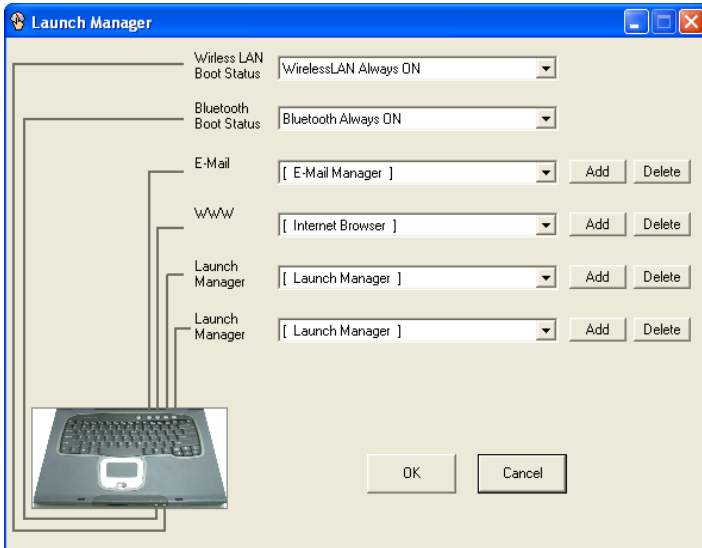 Launch Manager
Wirless LAN
Boot Status
WirelessLAN Always ON
Bluetooth
Boot Status
Bluetooth Always ON
E-Mail
[ E-Mail Manager ]
Add
Delete
WWW
[ Internet Browser ]
Add
Delete
Launch
Manager
[ Launch Manager ]
Add
Delete
Launch
Manager
[ Launch Manager ]
Add
Delete
OK
Cancel